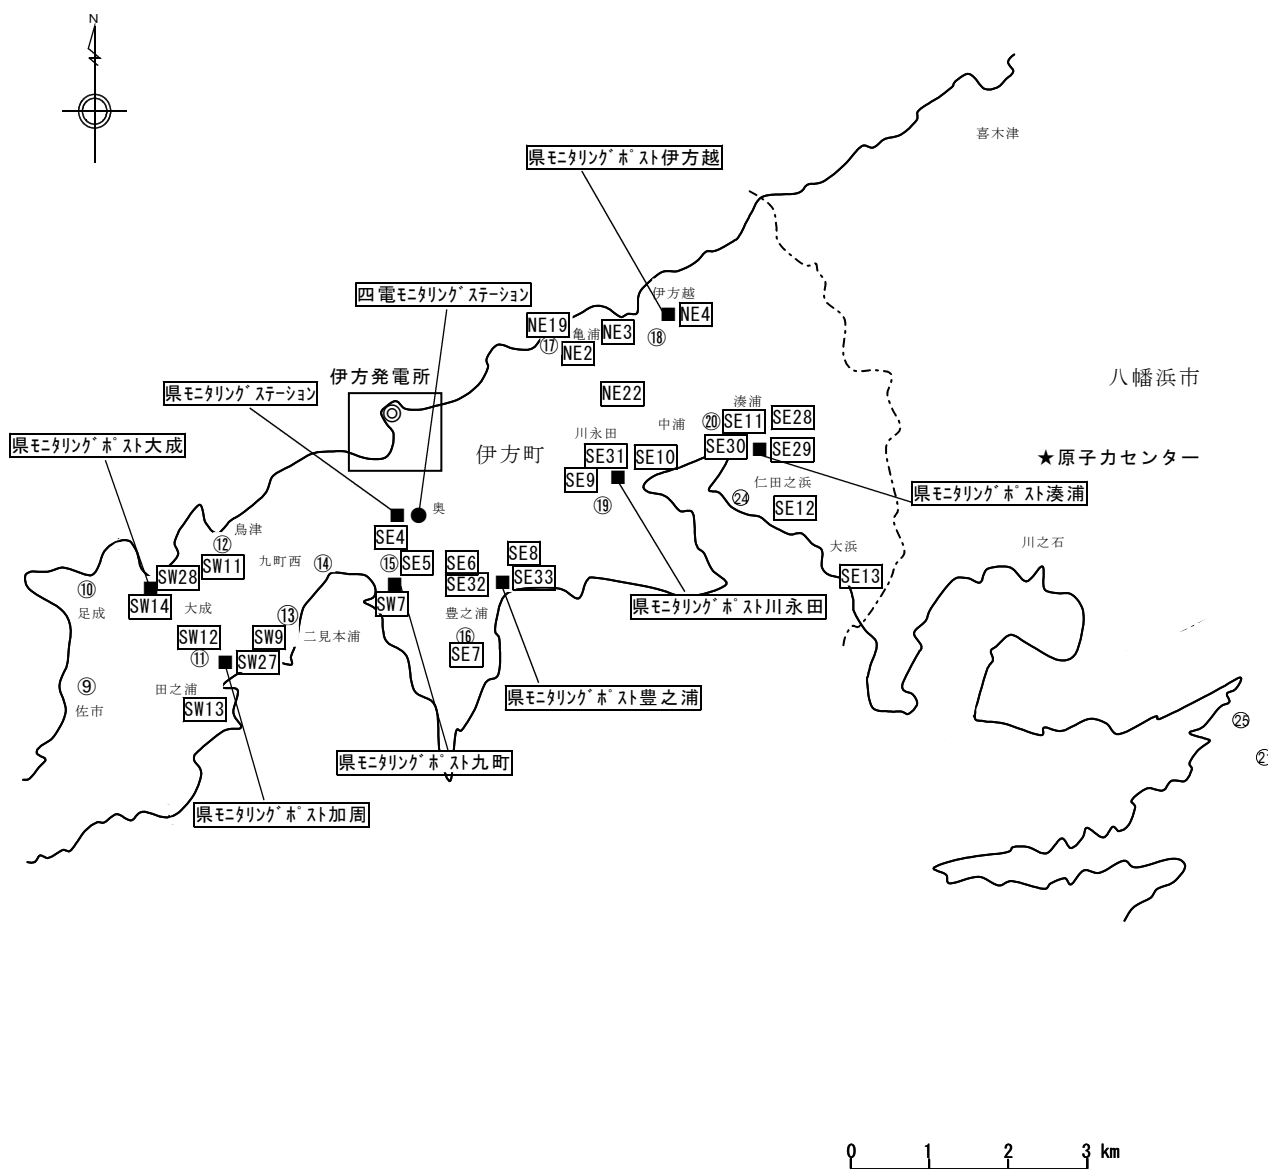 N
喜木津
県ﾓﾆﾀﾘﾝｸﾞﾎﾟｽﾄ伊方越
四電ﾓﾆﾀﾘﾝｸﾞｽﾃｰｼｮﾝ
伊方越
NE4
NE19
亀浦
NE3
⑱
⑰
NE2
伊方発電所
八幡浜市
県ﾓﾆﾀﾘﾝｸﾞｽﾃｰｼｮﾝ
NE22
湊浦
SE28
⑳
SE11
中浦
川永田
県ﾓﾆﾀﾘﾝｸﾞﾎﾟｽﾄ大成
伊方町
SE31
SE10
SE30
SE29
★原子力センター
SE9
仁田之浜
県ﾓﾆﾀﾘﾝｸﾞﾎﾟｽﾄ湊浦
㉔
⑲
SE12
奥
鳥津
SE4
⑫
大浜
川之石
九町西
⑭
⑮
SE5
SE6
SE8
SW11
SW28
SE33
SE13
⑩
SE32
足成
SW14
大成
SW7
県ﾓﾆﾀﾘﾝｸﾞﾎﾟｽﾄ川永田
⑬
豊之浦
SW12
SW9
二見本浦
⑯
⑪
SW27
SE7
⑨
田之浦
県ﾓﾆﾀﾘﾝｸﾞﾎﾟｽﾄ豊之浦
佐市
SW13
㉕
県ﾓﾆﾀﾘﾝｸﾞﾎﾟｽﾄ九町
県ﾓﾆﾀﾘﾝｸﾞﾎﾟｽﾄ加周
0 1 2 3 km